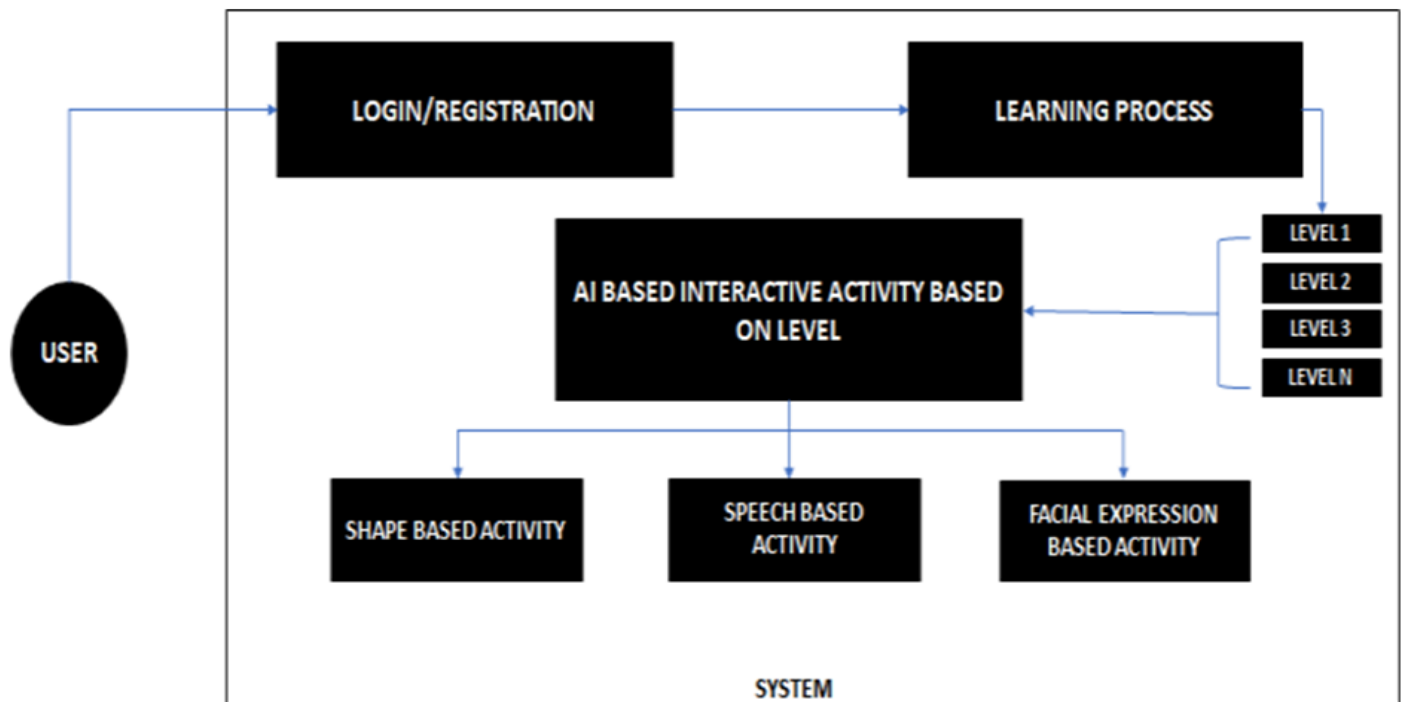 LOGIN/REGISTRATION
LEARNING PROCESS
LEVEL 1
LEVEL 2
LEVEL 3
LEVEL N
AI BASED INTERACTIVE ACTIVITY BASED
ON LEVEL
USER
SHAPE BASED ACTIVITY
SPEECH BASED
ACTIVITY
FACIAL EXPRESSION
BASED ACTIVITY
SYSTEM